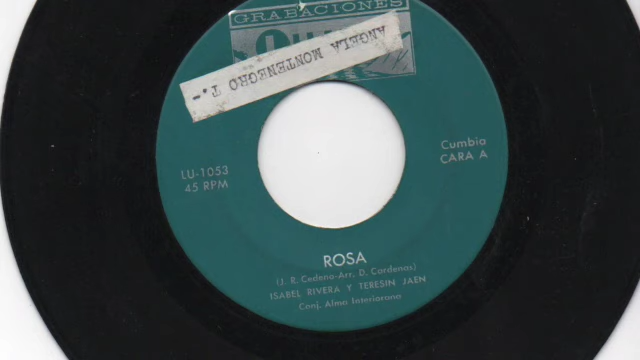 GRABACIONES
ANGELA MONTENEGRO T.-
LU-1053
45 RPM
Cumbia
CARA A
ROSA
(J. R. Cedeno-Arr. D. Cardenas)
ISABEL RIVERA Y TERESIN JAEN
Conj. Alma Interiorana